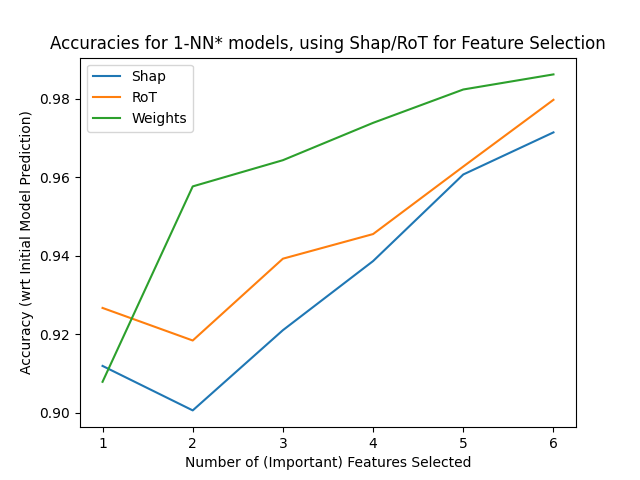 Accuracies for 1-NN* models, using Shap/RoT for Feature Selection
Shap
RoT
Weights
Accuracy (wrt Initial Model Prediction)
0.98
0.96
0.94
0.92
0.90
1 2 3 4 5 6
Number of (Important) Features Selected